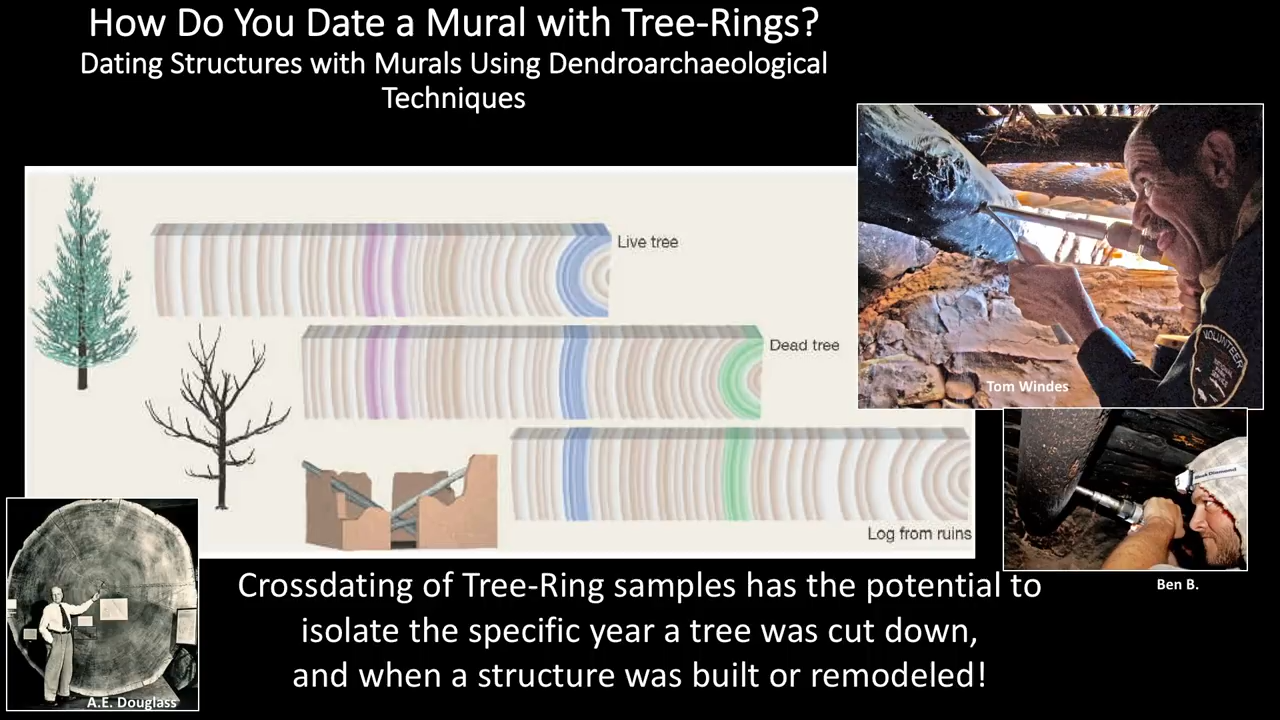 How Do You Date a Mural with Tree-Rings?
Dating Structures with Murals Using Dendroarchaeological
Techniques
Live tree
Dead tree
Log from ruins
Tom Windes
VOLUNTEER
Black Diamond
Ben B.
A.E. Douglass
Crossdating of Tree-Ring samples has the potential to
isolate the specific year a tree was cut down,
and when a structure was built or remodeled!